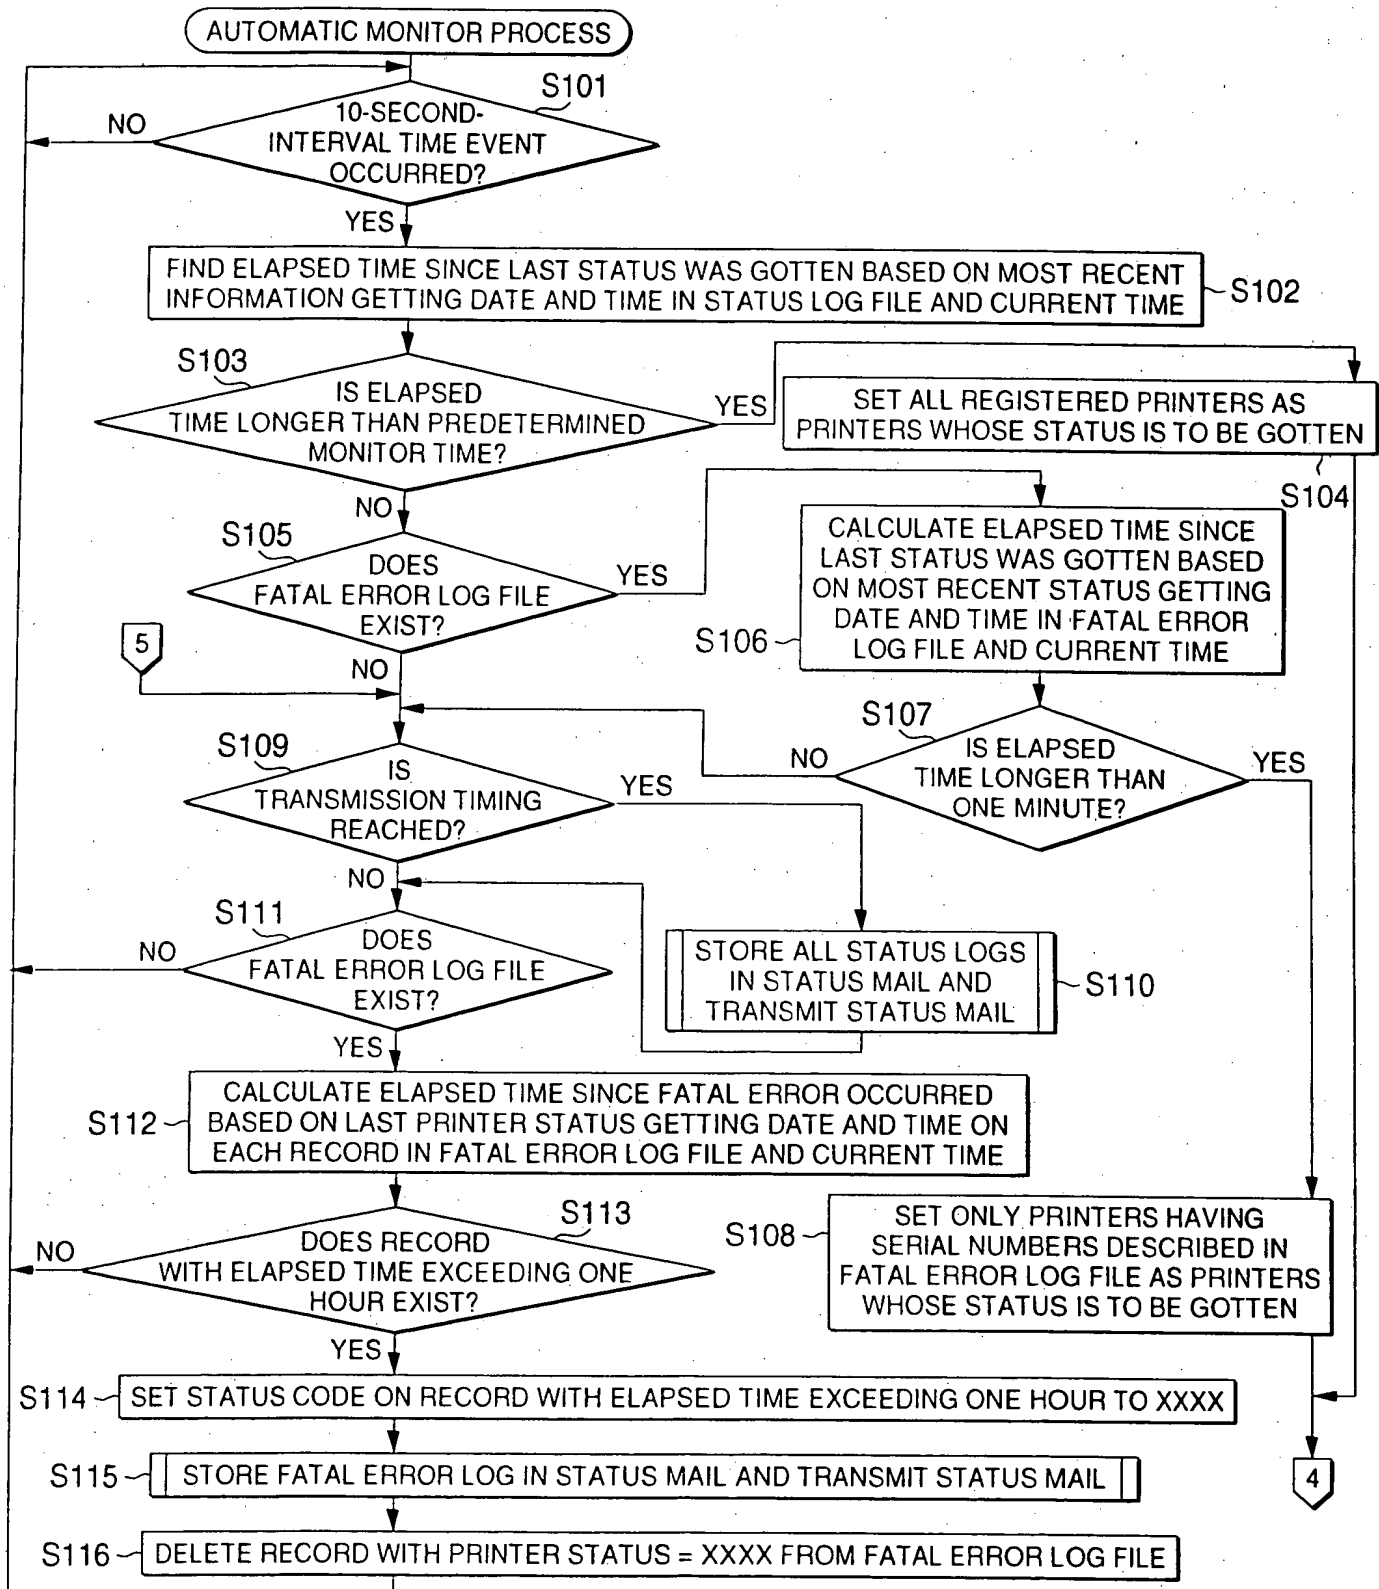 AUTOMATIC MONITOR PROCESS
S101
10-SECOND-
INTERVAL TIME EVENT
OCCURRED?
NO
YES
FIND ELAPSED TIME SINCE LAST STATUS WAS GOTTEN BASED ON MOST RECENT
INFORMATION GETTING DATE AND TIME IN STATUS LOG FILE AND CURRENT TIME
S102
S103
IS ELAPSED
TIME LONGER THAN PREDETERMINED
MONITOR TIME?
YES
NO
SET ALL REGISTERED PRINTERS AS
PRINTERS WHOSE STATUS IS TO BE GOTTEN
S104
S105
DOES
FATAL ERROR LOG FILE
EXIST?
YES
NO
CALCULATE ELAPSED TIME SINCE
LAST STATUS WAS GOTTEN BASED
ON MOST RECENT STATUS GETTING
DATE AND TIME IN FATAL ERROR
LOG FILE AND CURRENT TIME
S106
5
S107
IS ELAPSED
TIME LONGER THAN
ONE MINUTE?
NO
YES
S109
IS
TRANSMISSION TIMING
REACHED?
YES
NO
STORE ALL STATUS LOGS
IN STATUS MAIL AND
TRANSMIT STATUS MAIL
S110
S111
DOES
FATAL ERROR LOG FILE
EXIST?
NO
YES
CALCULATE ELAPSED TIME SINCE FATAL ERROR OCCURRED
BASED ON LAST PRINTER STATUS GETTING DATE AND TIME ON
EACH RECORD IN FATAL ERROR LOG FILE AND CURRENT TIME
S112
S113
DOES RECORD
WITH ELAPSED TIME EXCEEDING ONE
HOUR EXIST?
NO
YES
S108
SET ONLY PRINTERS HAVING
SERIAL NUMBERS DESCRIBED IN
FATAL ERROR LOG FILE AS PRINTERS
WHOSE STATUS IS TO BE GOTTEN
S114
SET STATUS CODE ON RECORD WITH ELAPSED TIME EXCEEDING ONE HOUR TO XXXX
S115
STORE FATAL ERROR LOG IN STATUS MAIL AND TRANSMIT STATUS MAIL
4
S116
DELETE RECORD WITH PRINTER STATUS = XXXX FROM FATAL ERROR LOG FILE